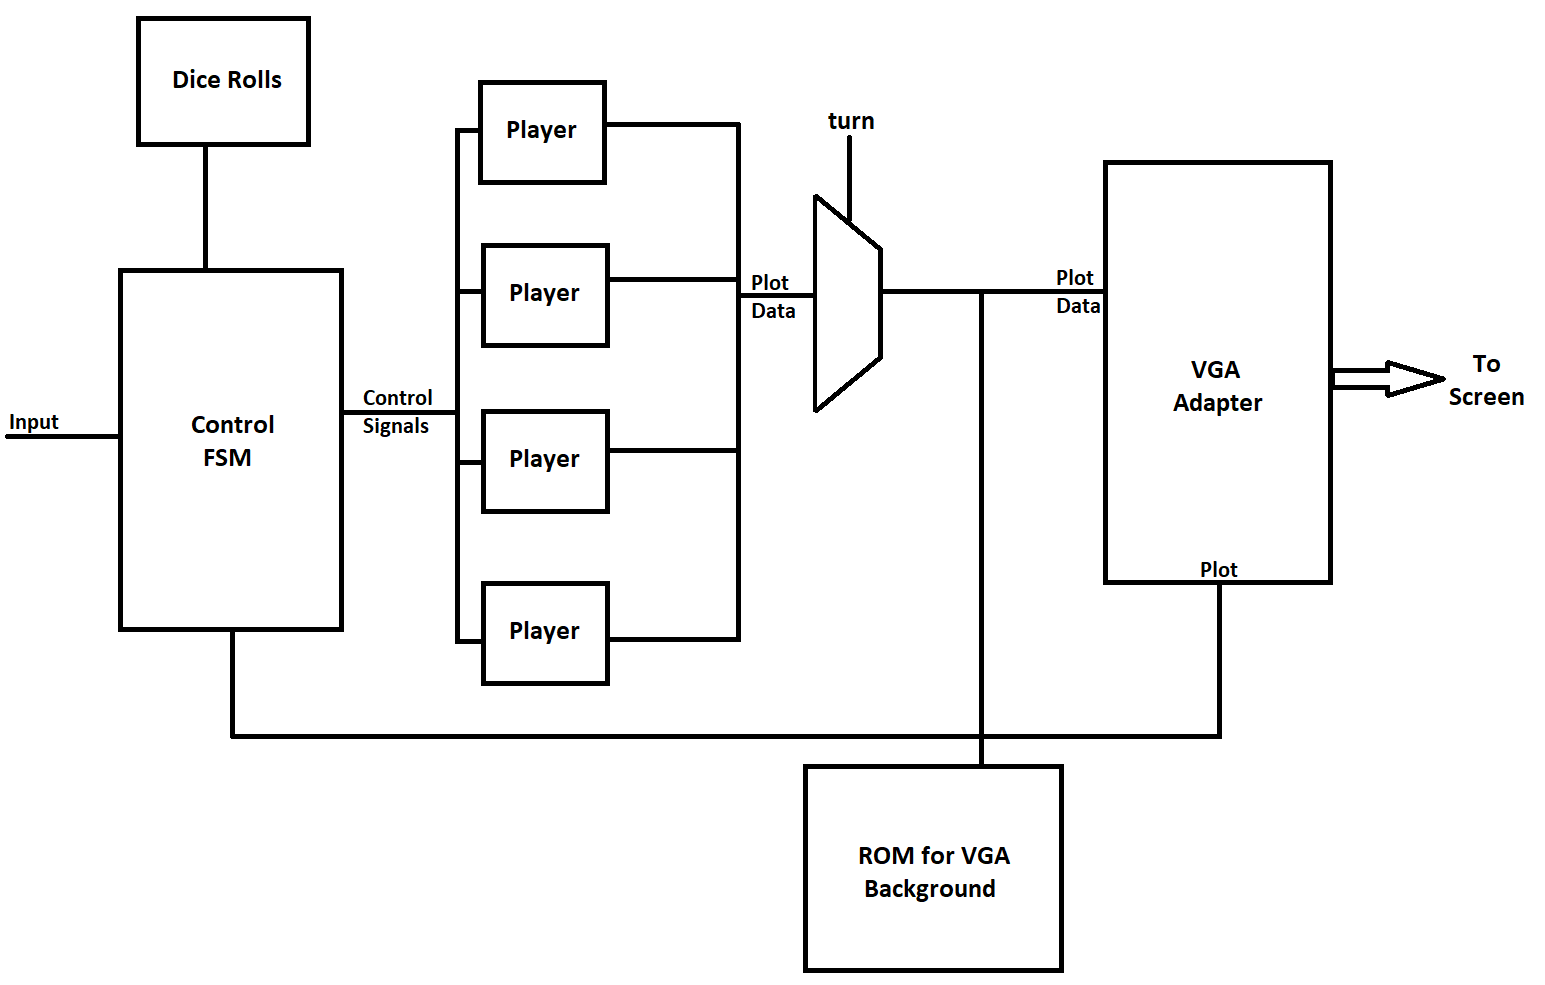 Dice Rolls
Player
turn
Player
Plot
Data
Plot
Data
VGA
Adapter
To
Screen
Control
Signals
Input
Control
FSM
Player
Plot
Player
ROM for VGA
Background